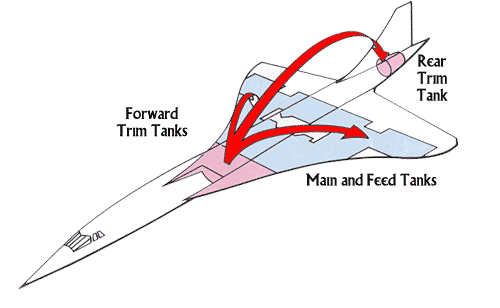 Forward
Trim Tanks
Rear
Trim
Tank
Main and Feed Tanks